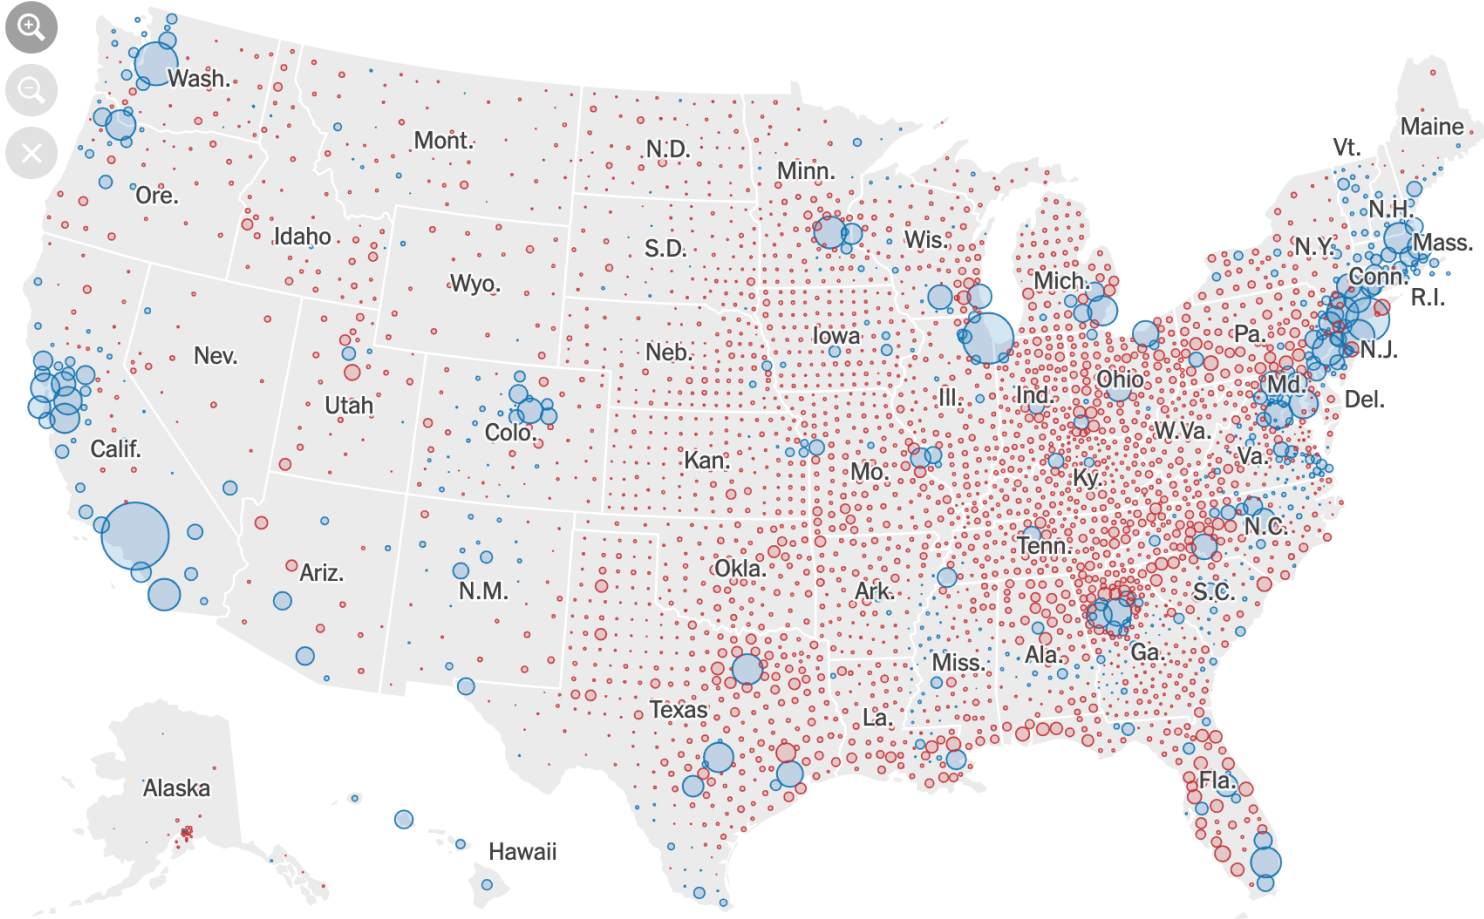 Wash.
Maine
Mont.
N.D.
Vt.
Minn.
Ore.
N.H.
Idaho
S.D.
Wis.
N.Y.
Mass.
Wyo.
Mich.
Conn.
R.I.
Nev.
Neb.
Iowa
Pa.
N.J.
Utah
Ill.
Ind.
Ohio
Md.
Del.
Calif.
Colo.
Kan.
Mo.
Ky.
W.Va.
Va.
Ariz.
N.M.
Okla.
Ark.
Tenn.
N.C.
S.C.
Miss.
Ala.
Ga
Texas
La.
Alaska
Fla.
Hawaii